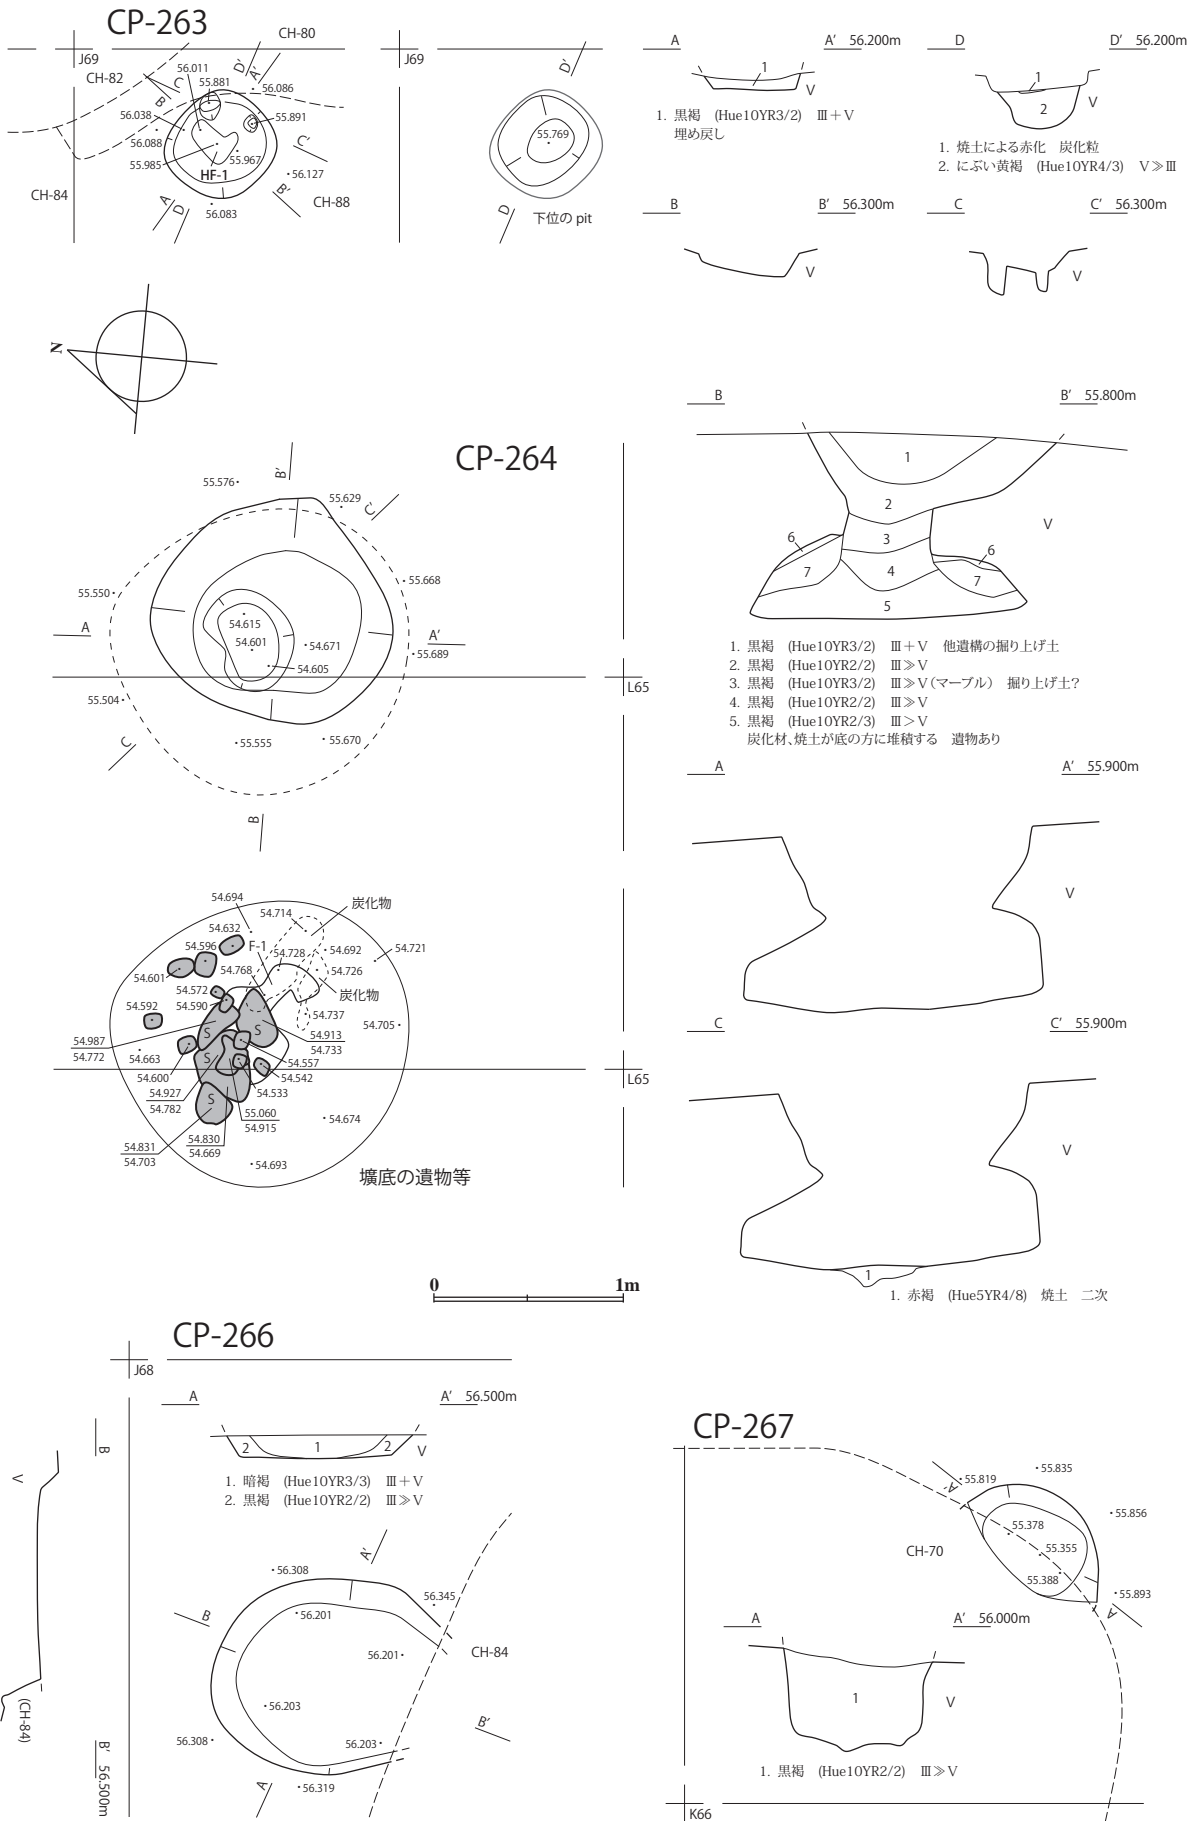 CP-263
CH-80
J69
J69
CH-82
56.011
55.881
C
B
D'
A'
56.086
56.038
55.891
56.088
C'
55.985
55.967
HF-1
56.127
CH-84
A
D
B'
CH-88
56.083
D'
55.769
D
下位の pit
A
A' 56.200m
1
V
1. 黒褐 (Hue10YR3/2) Ⅲ+Ⅴ
埋め戻し
D
D' 56.200m
1
2
V
1. 焼土による赤化 炭化粒
2. にぶい黄褐 (Hue10YR4/3) Ⅴ≫Ⅲ
B
B' 56.300m
V
C
C' 56.300m
V
N
CP-264
B'
55.576
55.629
C'
55.550
55.668
A
54.615
54.601
54.671
A'
55.689
54.605
L65
55.504
C
55.555
55.670
B
B
B' 55.800m
1
2
V
3
6
6
4
7
7
5
1. 黒褐 (Hue10YR3/2) Ⅲ+Ⅴ 他遺構の掘り上げ土
2. 黒褐 (Hue10YR2/2) Ⅲ≫Ⅴ
3. 黒褐 (Hue10YR3/2) Ⅲ≫Ⅴ(マーブル) 掘り上げ土?
4. 黒褐 (Hue10YR2/2) Ⅲ≫Ⅴ
5. 黒褐 (Hue10YR2/3) Ⅲ>Ⅴ
炭化材、焼土が底の方に堆積する 遺物あり
A
A' 55.900m
V
54.694
54.714
炭化物
54.632
54.596
F-1
54.728
54.692
54.721
54.601
54.768
54.726
54.572
炭化物
54.592
54.590
54.737
54.705
S
S
54.987
54.772
54.913
54.733
54.663
S
54.557
54.600
54.542
L65
54.927
54.782
54.533
S
55.060
54.915
54.674
54.831
54.703
54.830
54.669
54.693
壙底の遺物等
C
C' 55.900m
V
1
1. 赤褐 (Hue5YR4/8) 焼土 二次
0
1m
CP-266
J68
A
A' 56.500m
2
1
2
V
1. 暗褐 (Hue10YR3/3) Ⅲ+Ⅴ
2. 黒褐 (Hue10YR2/2) Ⅲ≫Ⅴ
B
V
(CH-84)
B' 56.500m
A'
56.308
56.345
B
56.201
56.201
CH-84
56.203
B'
56.308
56.203
A
56.319
CP-267
55.819
55.835
A'
55.856
55.378
CH-70
55.355
55.388
55.893
A
A
A' 56.000m
1
V
1. 黒褐 (Hue10YR2/2) Ⅲ≫Ⅴ
K66